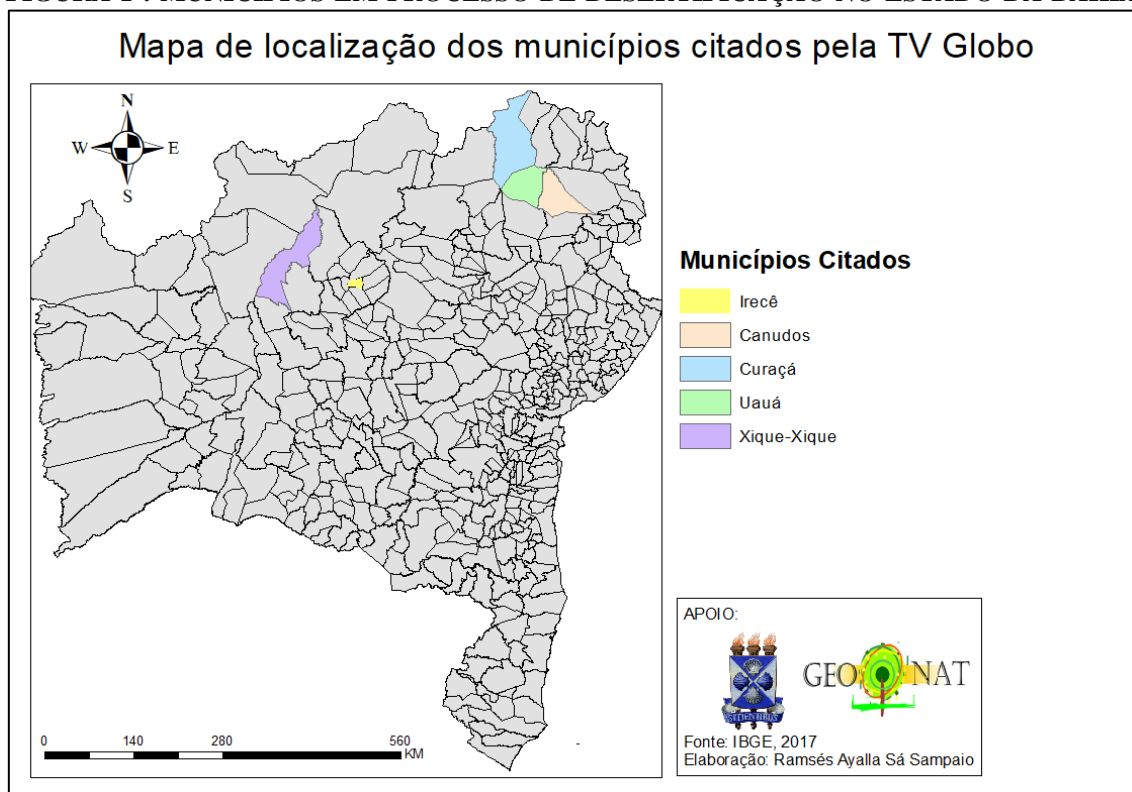 Mapa de localização dos municípios citados pela TV Globo
N
W E
S
Municípios Citados
Irecê
Canudos
Curaçá
Uauá
Xique-Xique
APOIO:
GEO NAT
Fonte: IBGE, 2017
Elaboração: Ramsés Ayalla Sá Sampaio
0 140 280 560
KM